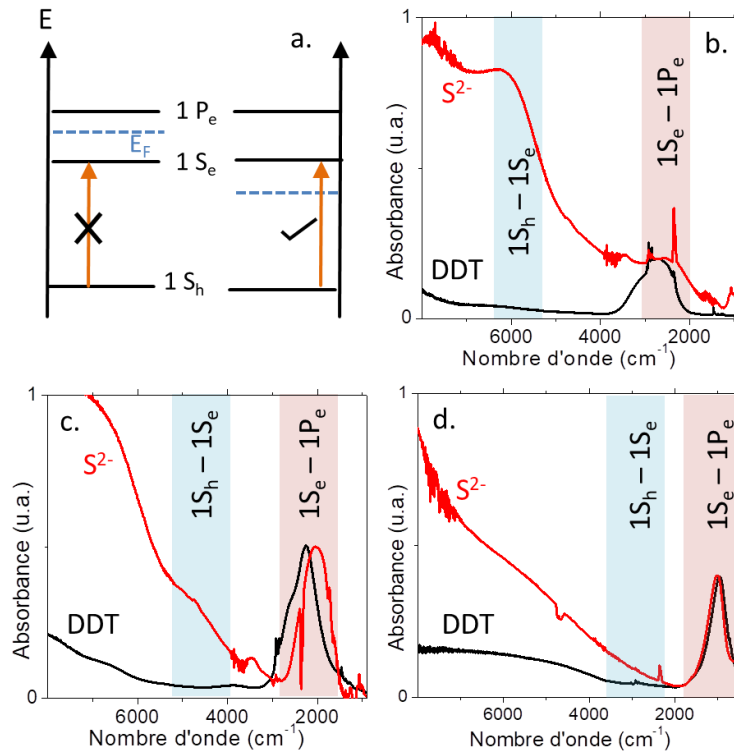 E
a.
1 Pe
EF
1 Se
1 Sh
b.
1
S2-
1Sh – 1Se
1Se – 1Pe
DDT
0
Absorbance (u.a.)
6000 4000 2000
Nombre d'onde (cm-1)
c.
1
S2-
1Sh – 1Se
1Se – 1Pe
DDT
0
Absorbance (u.a.)
6000 4000 2000
Nombre d'onde (cm-1)
d.
1
S2-
1Sh – 1Se
1Se – 1Pe
DDT
0
Absorbance (u.a.)
6000 4000 2000
Nombre d'onde (cm-1)